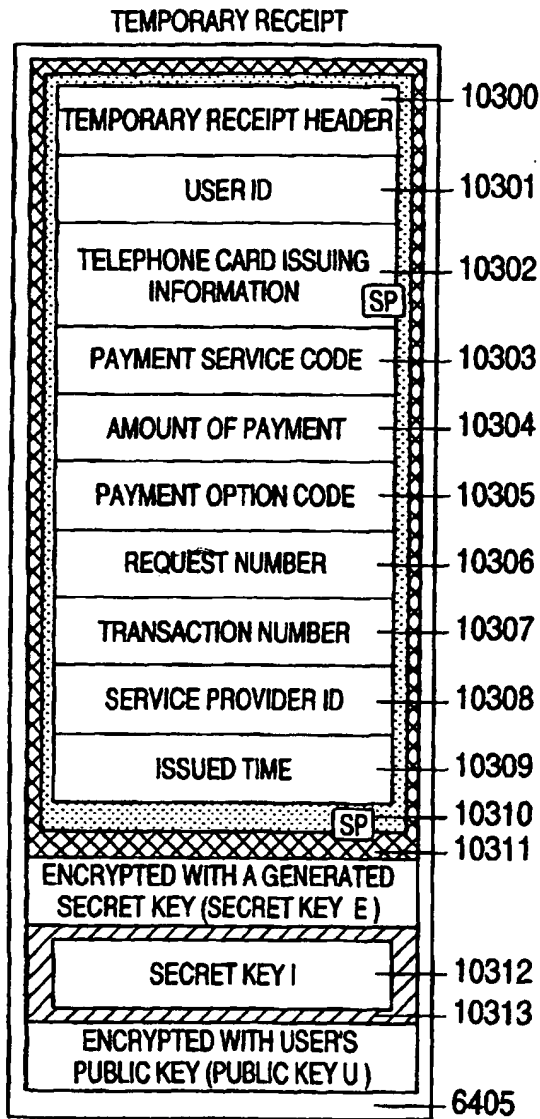 TEMPORARY RECEIPT
10300
TEMPORARY RECEIPT HEADER
USER ID
10301
TELEPHONE CARD ISSUING
INFORMATION
10302
SP
PAYMENT SERVICE CODE
10303
AMOUNT OF PAYMENT
10304
PAYMENT OPTION CODE
10305
REQUEST NUMBER
10306
TRANSACTION NUMBER
10307
SERVICE PROVIDER ID
10308
ISSUED TIME
10309
SP
10310
10311
ENCRYPTED WITH A GENERATED
SECRET KEY (SECRET KEY E)
SECRET KEY I
10312
10313
ENCRYPTED WITH USER'S
PUBLIC KEY (PUBLIC KEY U)
6405